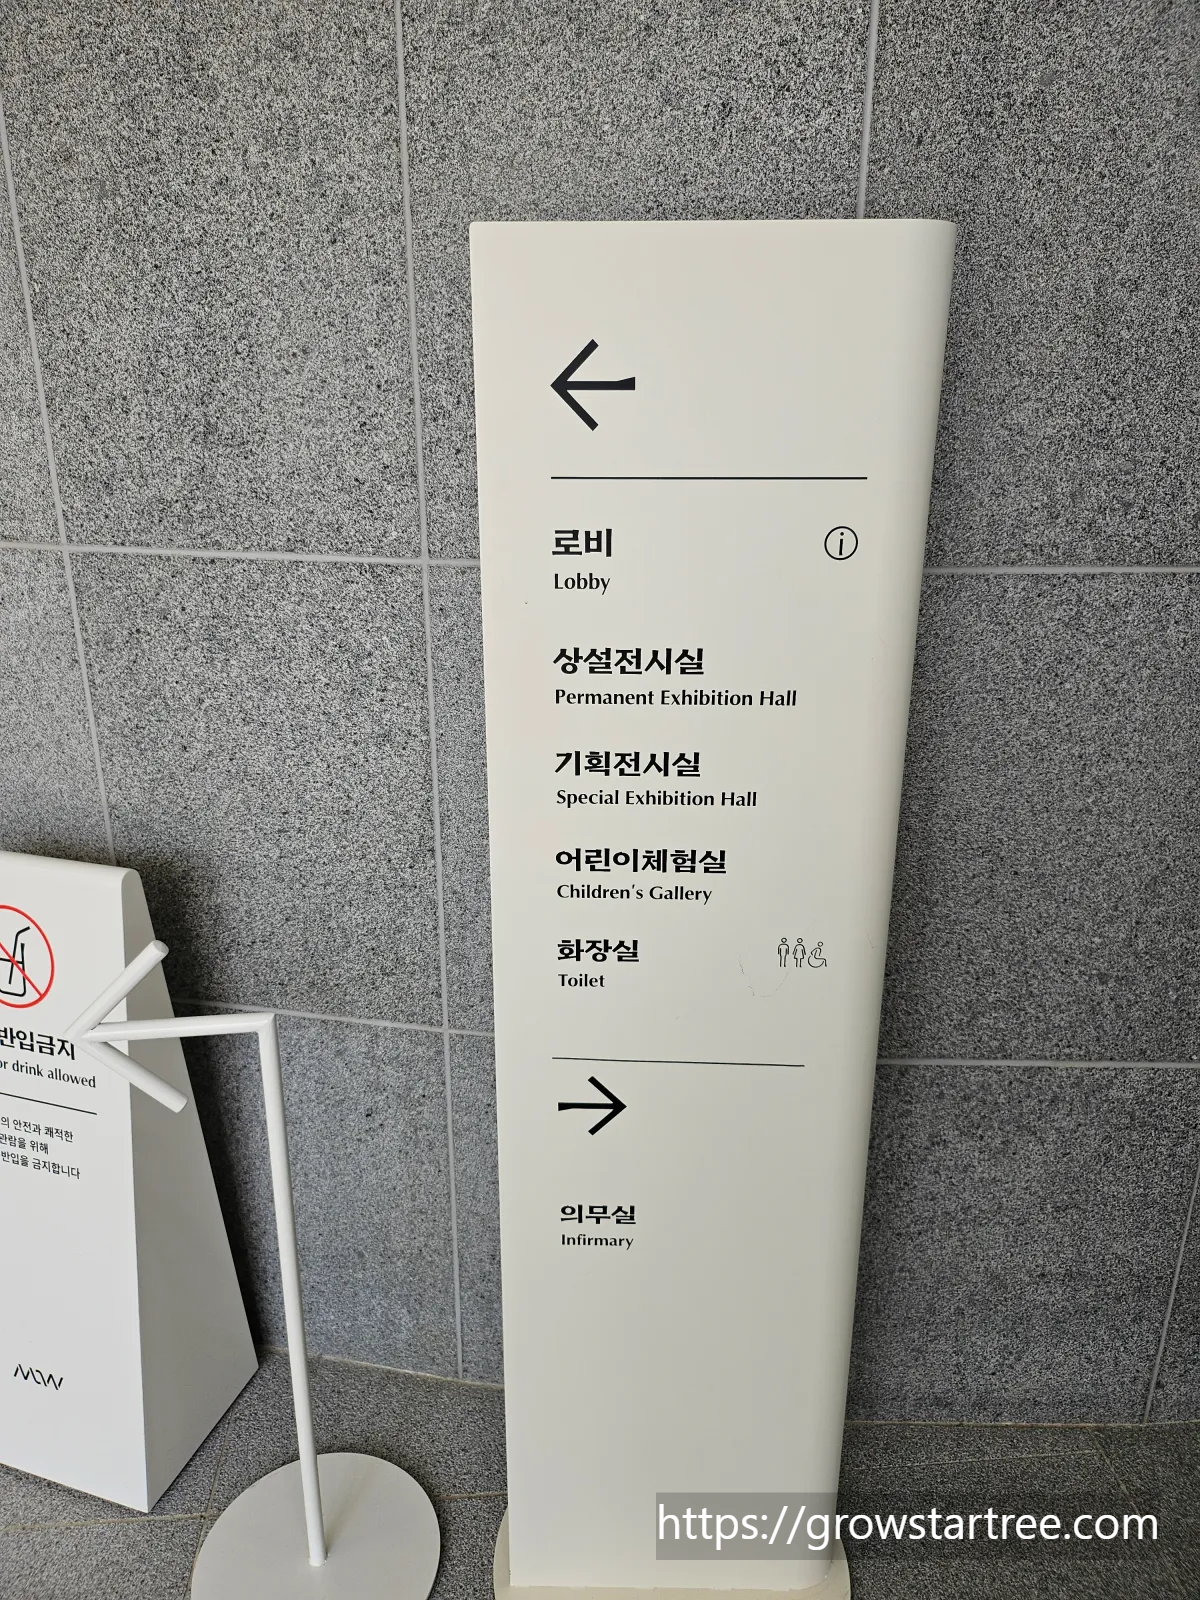 로비
Lobby
상설전시실
Permanent Exhibition Hall
기획전시실
Special Exhibition Hall
어린이체험실
Children's Gallery
화장실
Toilet
의무실
Infirmary
반입금지
or drink allowed
의 안전과 쾌적한
관람을 위해
반입을 금지합니다
https://growstartree.com